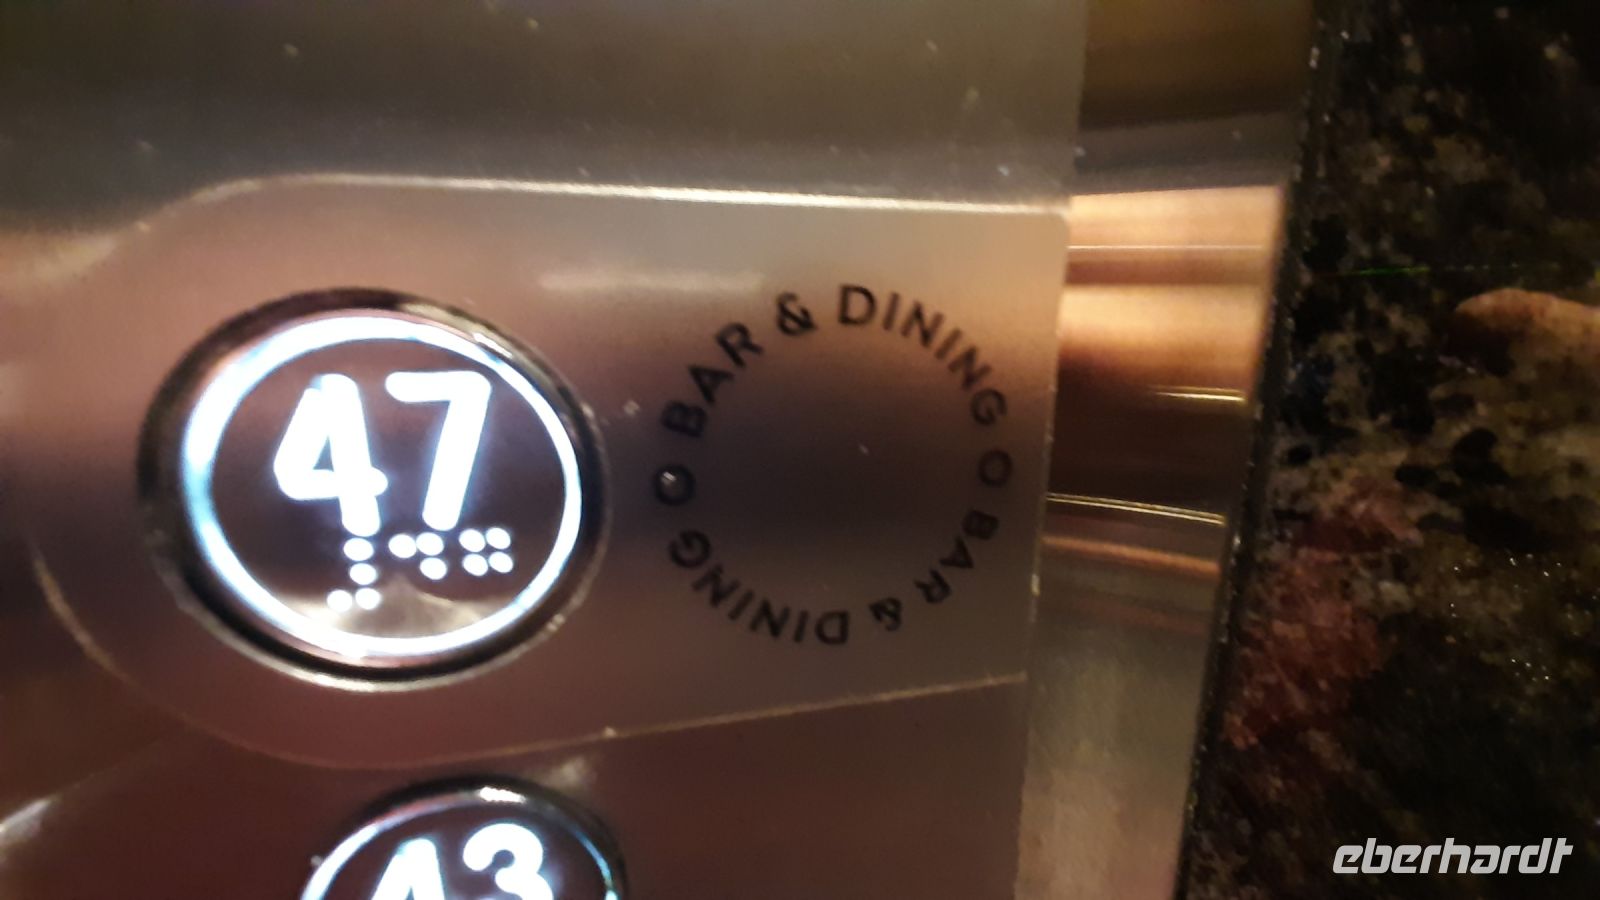 47
⠼⠙⠛
O BAR & DINING O BAR & DINING
43
eberhardt